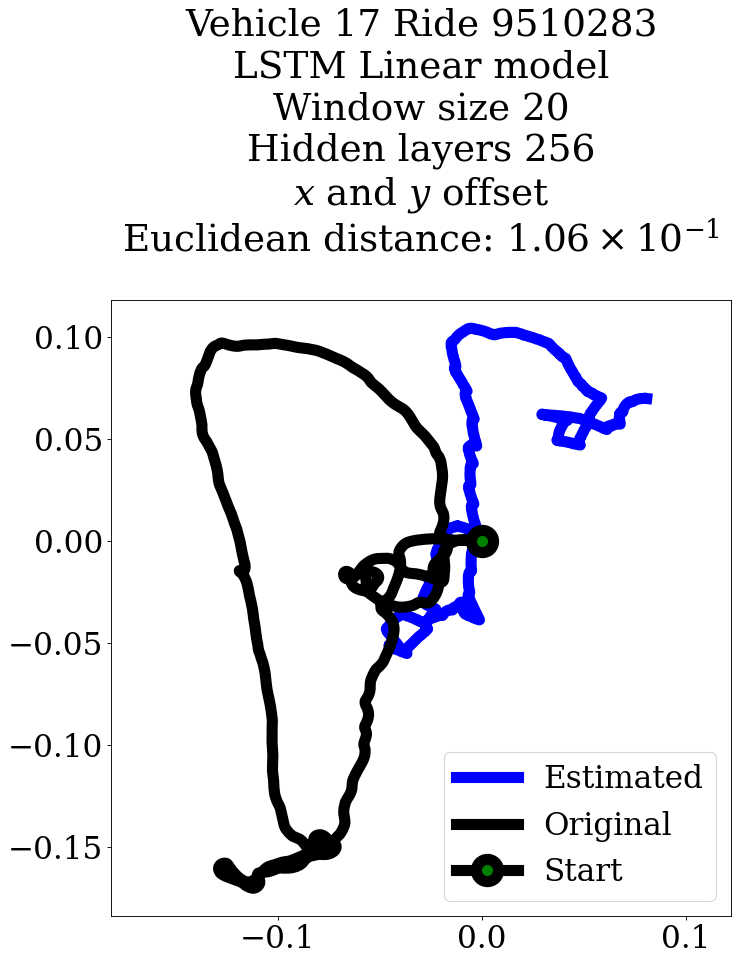 Vehicle 17 Ride 9510283
LSTM Linear model
Window size 20
Hidden layers 256
x and y offset
Euclidean distance: 1.06 × 10⁻¹
0.10
0.05
0.00
−0.05
−0.10
−0.15
Estimated
Original
Start
−0.1
0.0
0.1